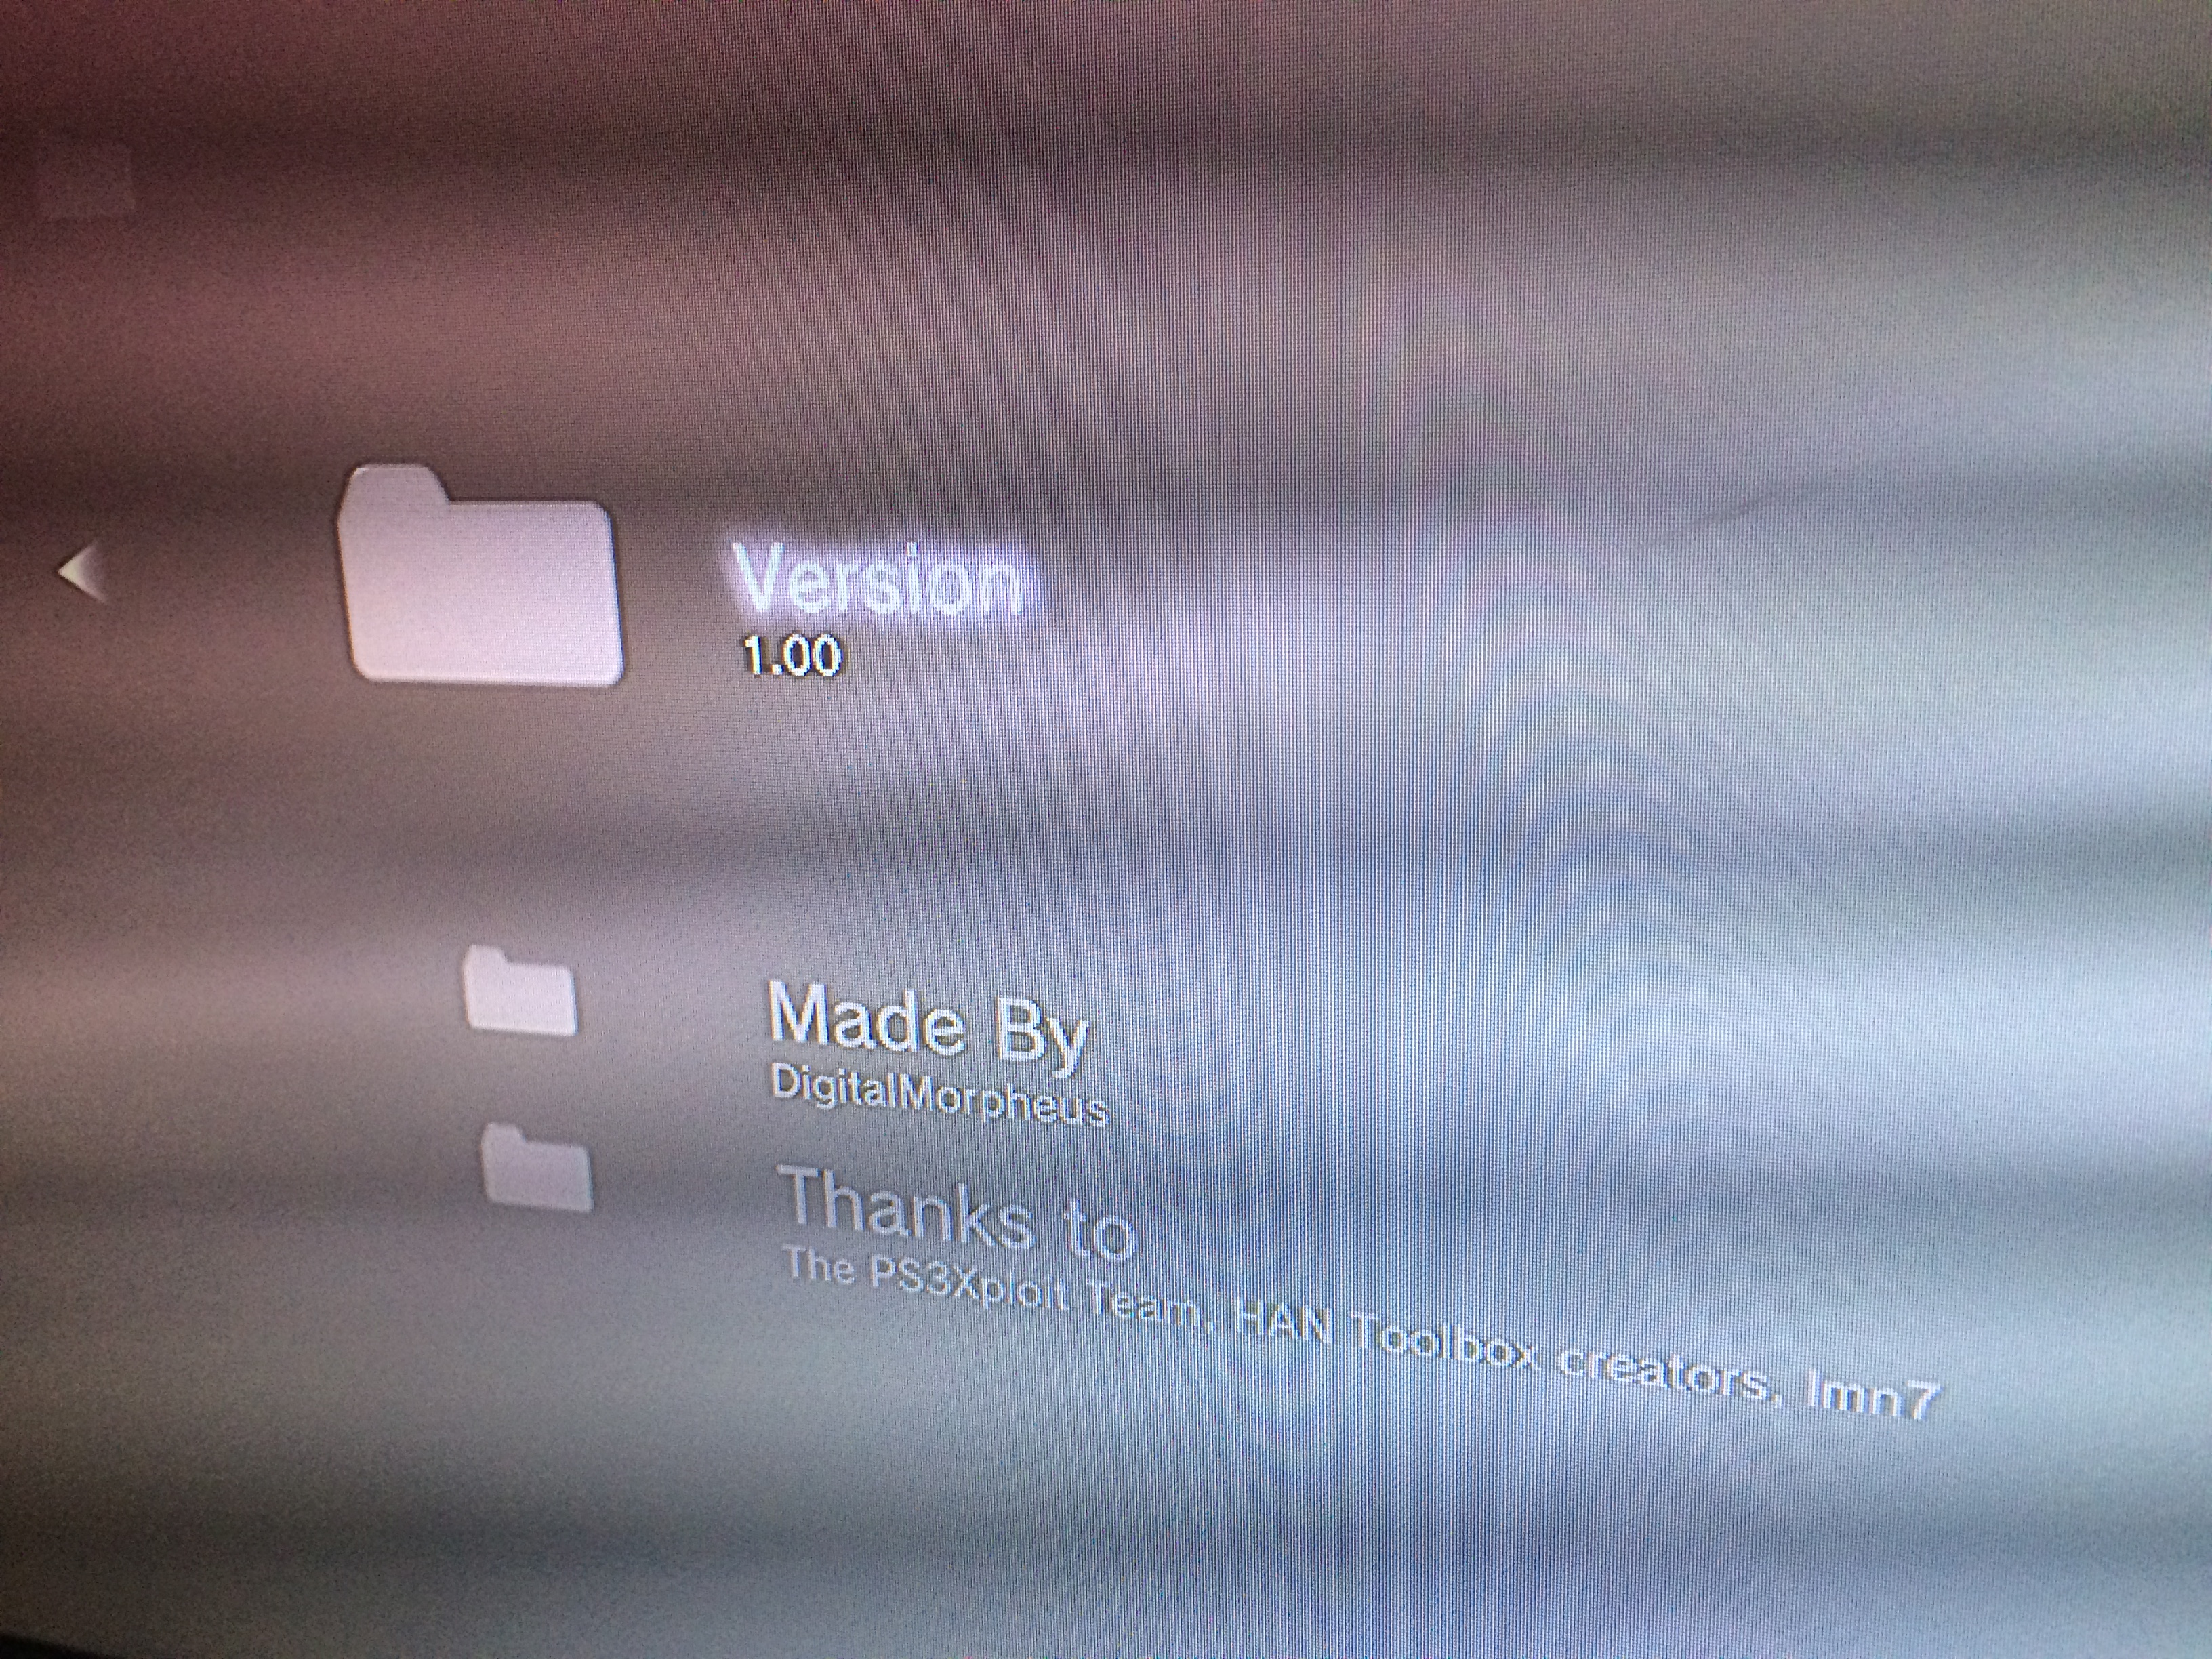 Version
1.00
Made By
DigitalMorpheus
Thanks to
The PS3Xploit Team, HAN Toolbox creators, lmn7